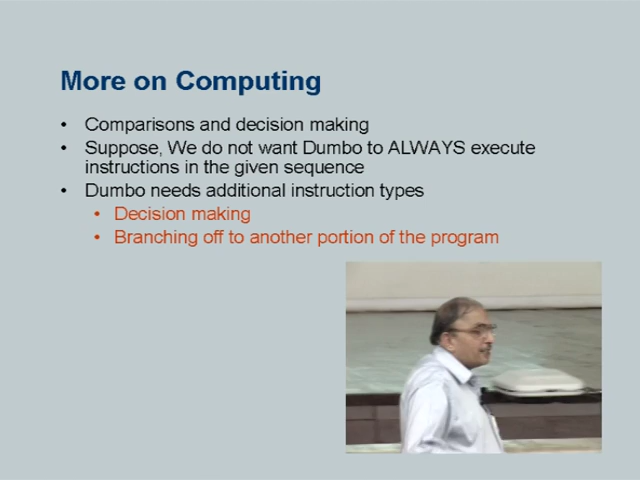 More on Computing
• Comparisons and decision making
• Suppose, We do not want Dumbo to ALWAYS execute
instructions in the given sequence
• Dumbo needs additional instruction types
• Decision making
• Branching off to another portion of the program